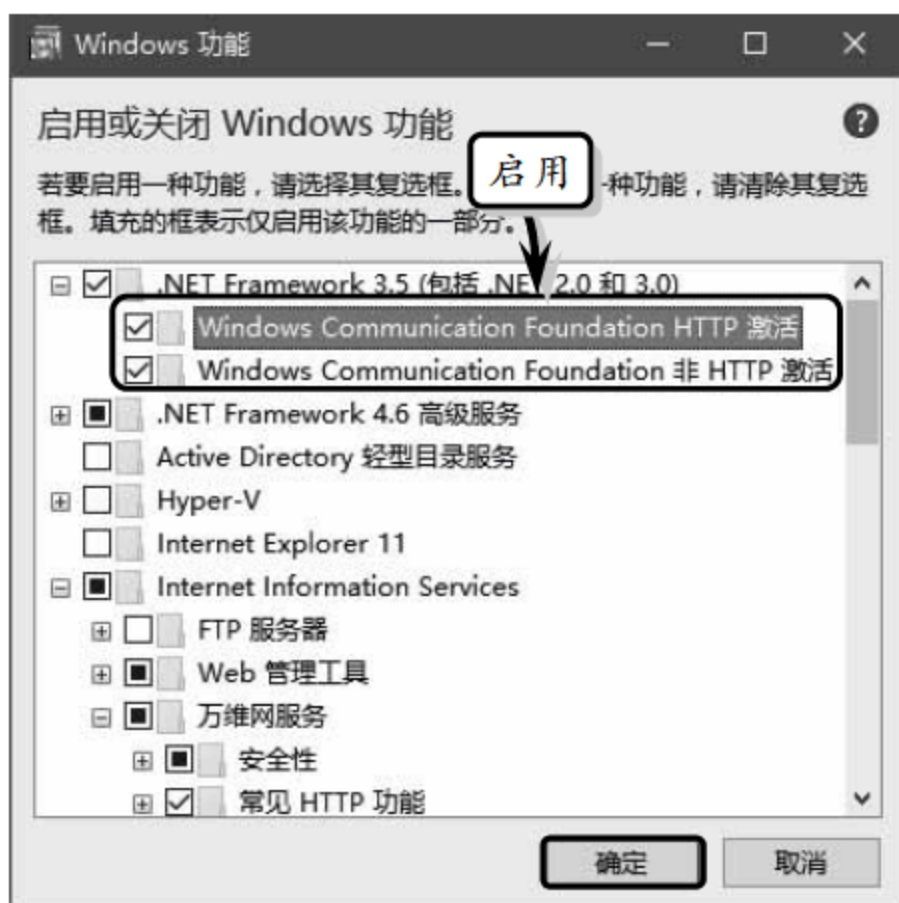 Windows 功能
启用或关闭 Windows 功能
若要启用一种功能，请选择其复选框。
启用
一种功能，请清除其复选
框。填充的框表示仅启用该功能的一部分。
.NET Framework 3.5 (包括 .NET 2.0 和 3.0)
Windows Communication Foundation HTTP 激活
Windows Communication Foundation 非 HTTP 激活
.NET Framework 4.6 高级服务
Active Directory 轻型目录服务
Hyper-V
Internet Explorer 11
Internet Information Services
FTP 服务器
Web 管理工具
万维网服务
安全性
常见 HTTP 功能
确定
取消